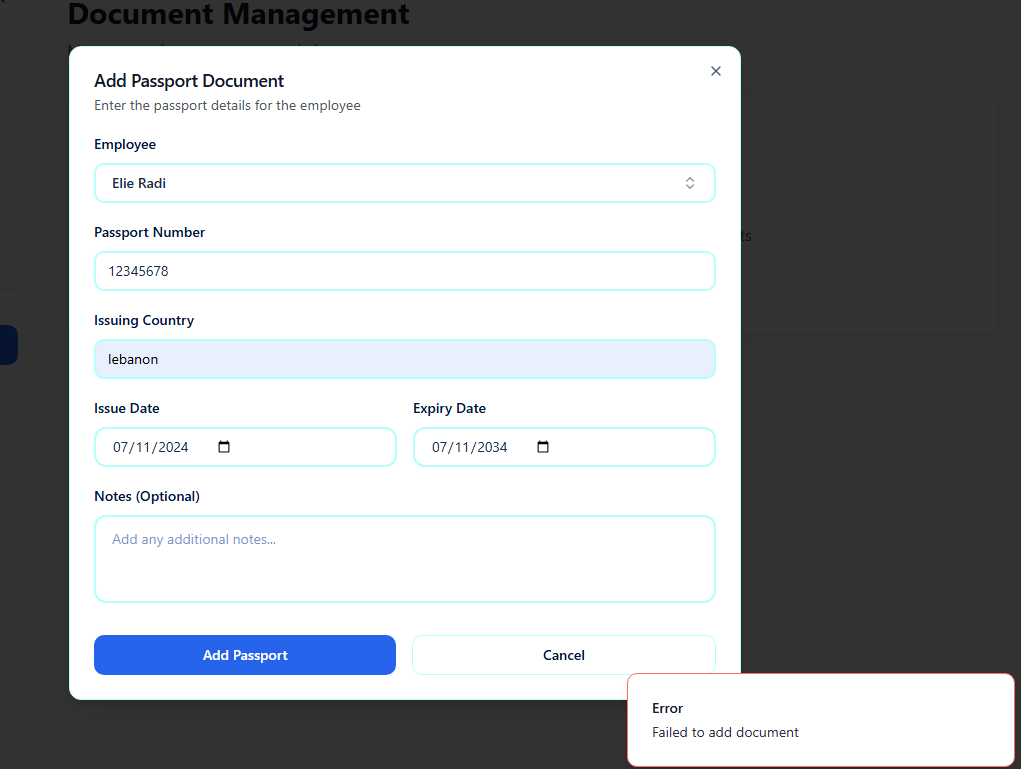 Document Management
Add Passport Document
Enter the passport details for the employee
Employee
Elie Radi
Passport Number
12345678
Issuing Country
lebanon
Issue Date
Expiry Date
07/11/2024
07/11/2034
Notes (Optional)
Add any additional notes...
Add Passport
Cancel
Error
Failed to add document